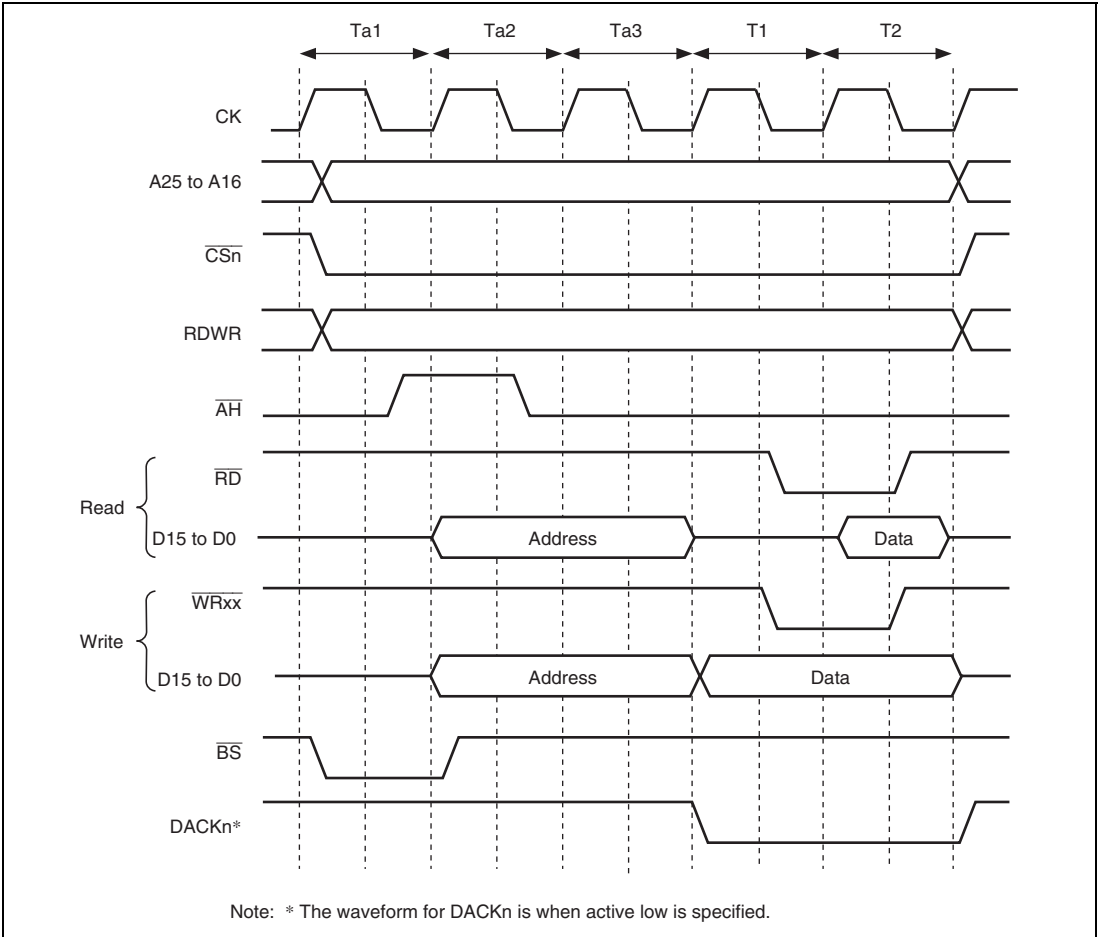 Ta1 Ta2 Ta3 T1 T2
CK
A25 to A16
CSn
RDWR
AH
RD
Read
D15 to D0 Address Data
WRxx
Write
D15 to D0 Address Data
BS
DACKn*
Note: * The waveform for DACKn is when active low is specified.